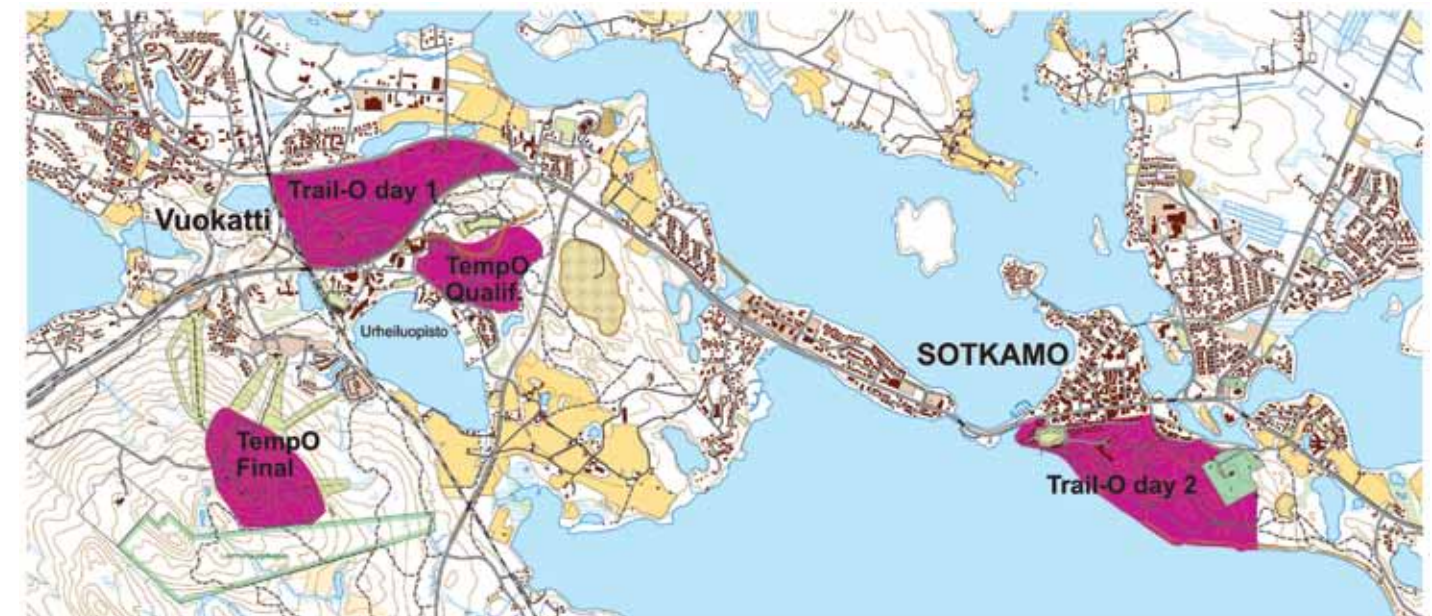 Trail-O day 1
Vuokatti
TempO
Qualif.
Urheiluopisto
SOTKAMO
TempO
Final
Trail-O day 2